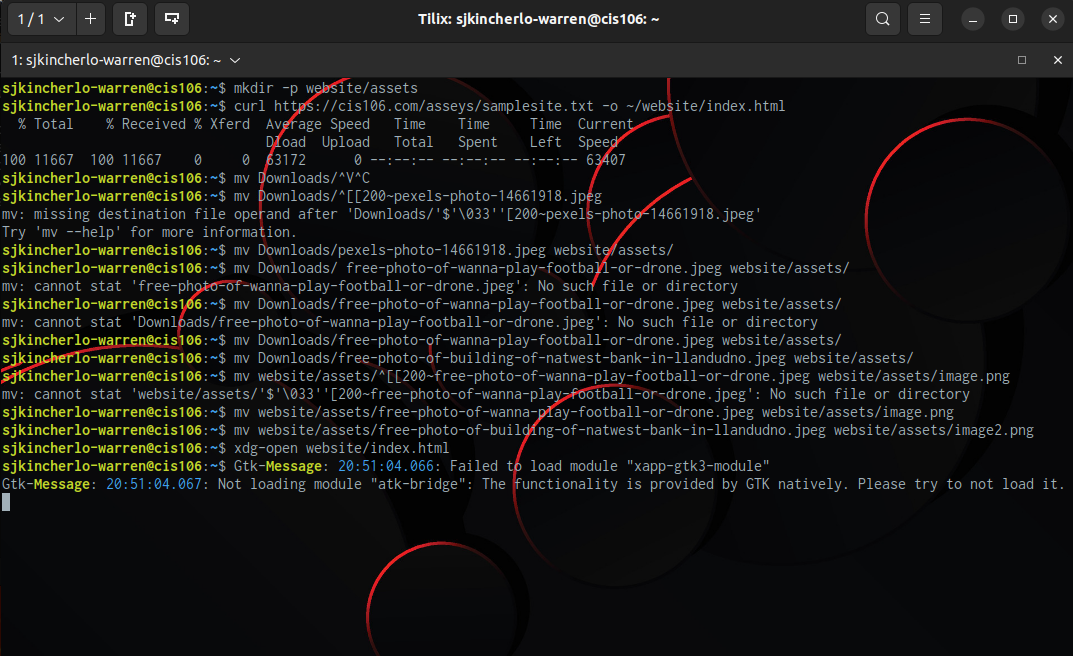 1 / 1
Tilix: sjkincherlo-warren@cis106: ~
1: sjkincherlo-warren@cis106: ~
sjkincherlo-warren@cis106:~$ mkdir -p website/assets
sjkincherlo-warren@cis106:~$ curl https://cis106.com/asseys/samplesite.txt -o ~/website/index.html
  % Total    % Received % Xferd  Average Speed   Time    Time     Time  Current
                                 Dload  Upload   Total   Spent    Left  Speed
100 11667  100 11667    0     0  63172      0 --:--:-- --:--:-- --:--:-- 63407
sjkincherlo-warren@cis106:~$ mv Downloads/^V^C
sjkincherlo-warren@cis106:~$ mv Downloads/^[[200~pexels-photo-14661918.jpeg
mv: missing destination file operand after 'Downloads/'$'\033''[200~pexels-photo-14661918.jpeg'
Try 'mv --help' for more information.
sjkincherlo-warren@cis106:~$ mv Downloads/pexels-photo-14661918.jpeg website/assets/
sjkincherlo-warren@cis106:~$ mv Downloads/ free-photo-of-wanna-play-football-or-drone.jpeg website/assets/
mv: cannot stat 'free-photo-of-wanna-play-football-or-drone.jpeg': No such file or directory
sjkincherlo-warren@cis106:~$ mv Downloads/free-photo-of-wanna-play-football-or-drone.jpeg website/assets/
mv: cannot stat 'Downloads/free-photo-of-wanna-play-football-or-drone.jpeg': No such file or directory
sjkincherlo-warren@cis106:~$ mv Downloads/free-photo-of-wanna-play-football-or-drone.jpeg website/assets/
sjkincherlo-warren@cis106:~$ mv Downloads/free-photo-of-building-of-natwest-bank-in-llandudno.jpeg website/assets/
sjkincherlo-warren@cis106:~$ mv website/assets/^[[200~free-photo-of-wanna-play-football-or-drone.jpeg website/assets/image.png
mv: cannot stat 'website/assets/'$'\033''[200~free-photo-of-wanna-play-football-or-drone.jpeg': No such file or directory
sjkincherlo-warren@cis106:~$ mv website/assets/free-photo-of-wanna-play-football-or-drone.jpeg website/assets/image.png
sjkincherlo-warren@cis106:~$ mv website/assets/free-photo-of-building-of-natwest-bank-in-llandudno.jpeg website/assets/image2.png
sjkincherlo-warren@cis106:~$ xdg-open website/index.html
sjkincherlo-warren@cis106:~$ Gtk-Message: 20:51:04.066: Failed to load module "xapp-gtk3-module"
Gtk-Message: 20:51:04.067: Not loading module "atk-bridge": The functionality is provided by GTK natively. Please try to not load it.